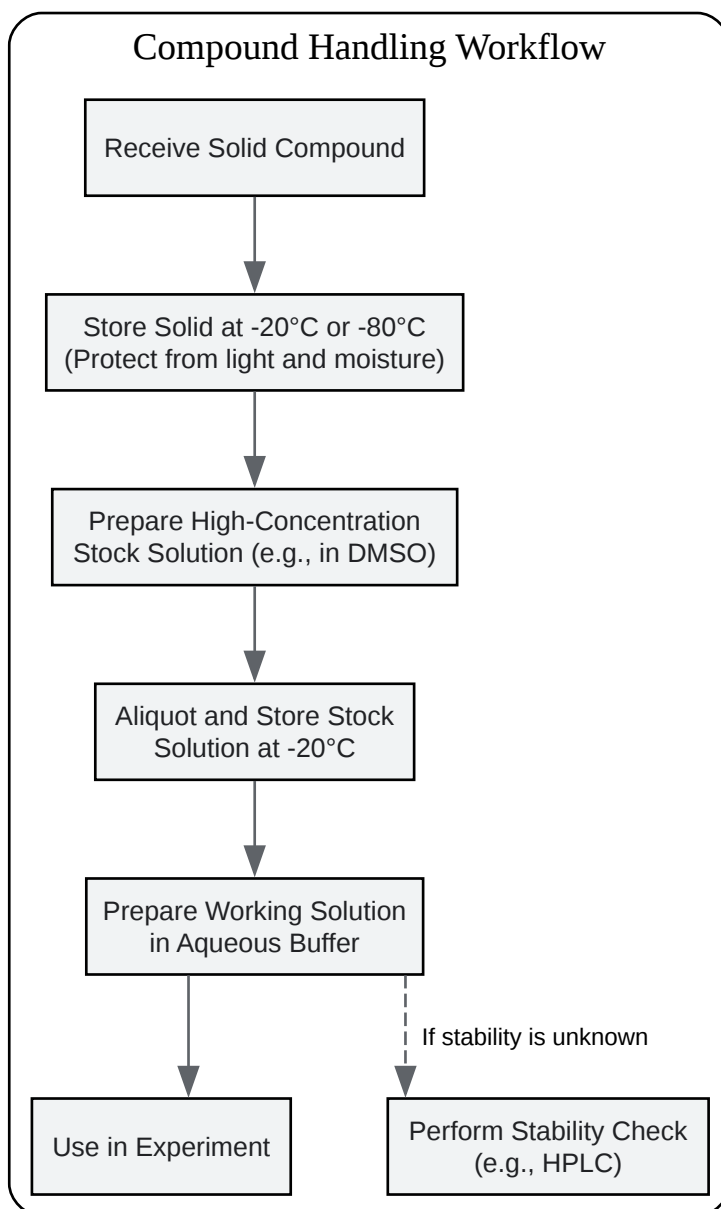 Compound Handling Workflow
Receive Solid Compound
Store Solid at -20°C or -80°C
(Protect from light and moisture)
Prepare High-Concentration
Stock Solution (e.g., in DMSO)
Aliquot and Store Stock
Solution at -20°C
Prepare Working Solution
in Aqueous Buffer
If stability is unknown
Use in Experiment
Perform Stability Check
(e.g., HPLC)